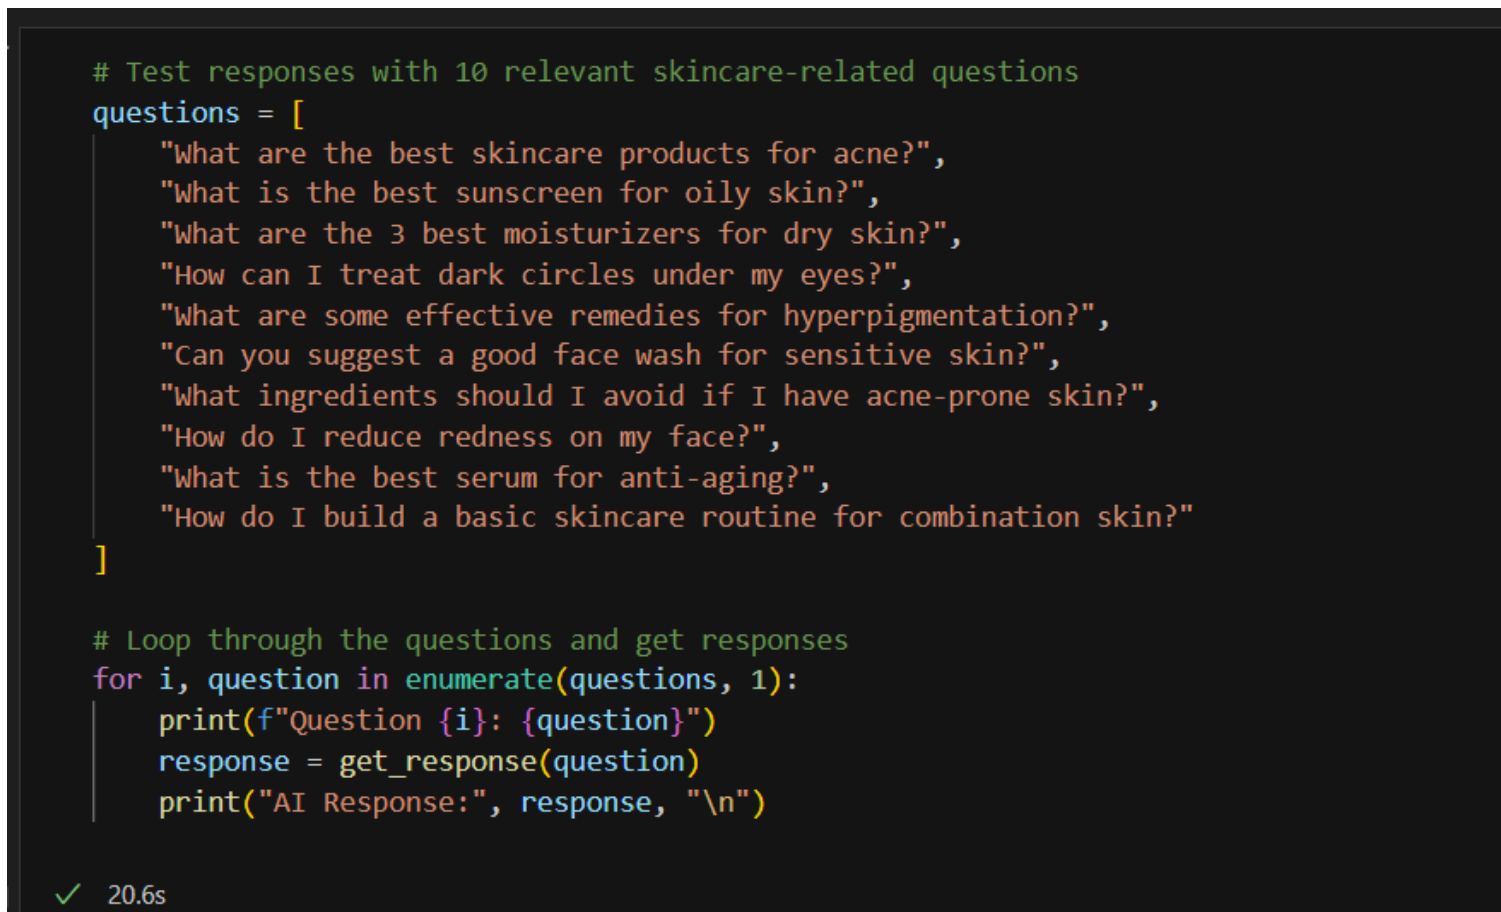 # Test responses with 10 relevant skincare-related questions
questions = [
    "What are the best skincare products for acne?",
    "What is the best sunscreen for oily skin?",
    "What are the 3 best moisturizers for dry skin?",
    "How can I treat dark circles under my eyes?",
    "What are some effective remedies for hyperpigmentation?",
    "Can you suggest a good face wash for sensitive skin?",
    "What ingredients should I avoid if I have acne-prone skin?",
    "How do I reduce redness on my face?",
    "What is the best serum for anti-aging?",
    "How do I build a basic skincare routine for combination skin?"
]
# Loop through the questions and get responses
for i, question in enumerate(questions, 1):
    print(f"Question {i}: {question}")
    response = get_response(question)
    print("AI Response:", response, "\n")
✓ 20.6s